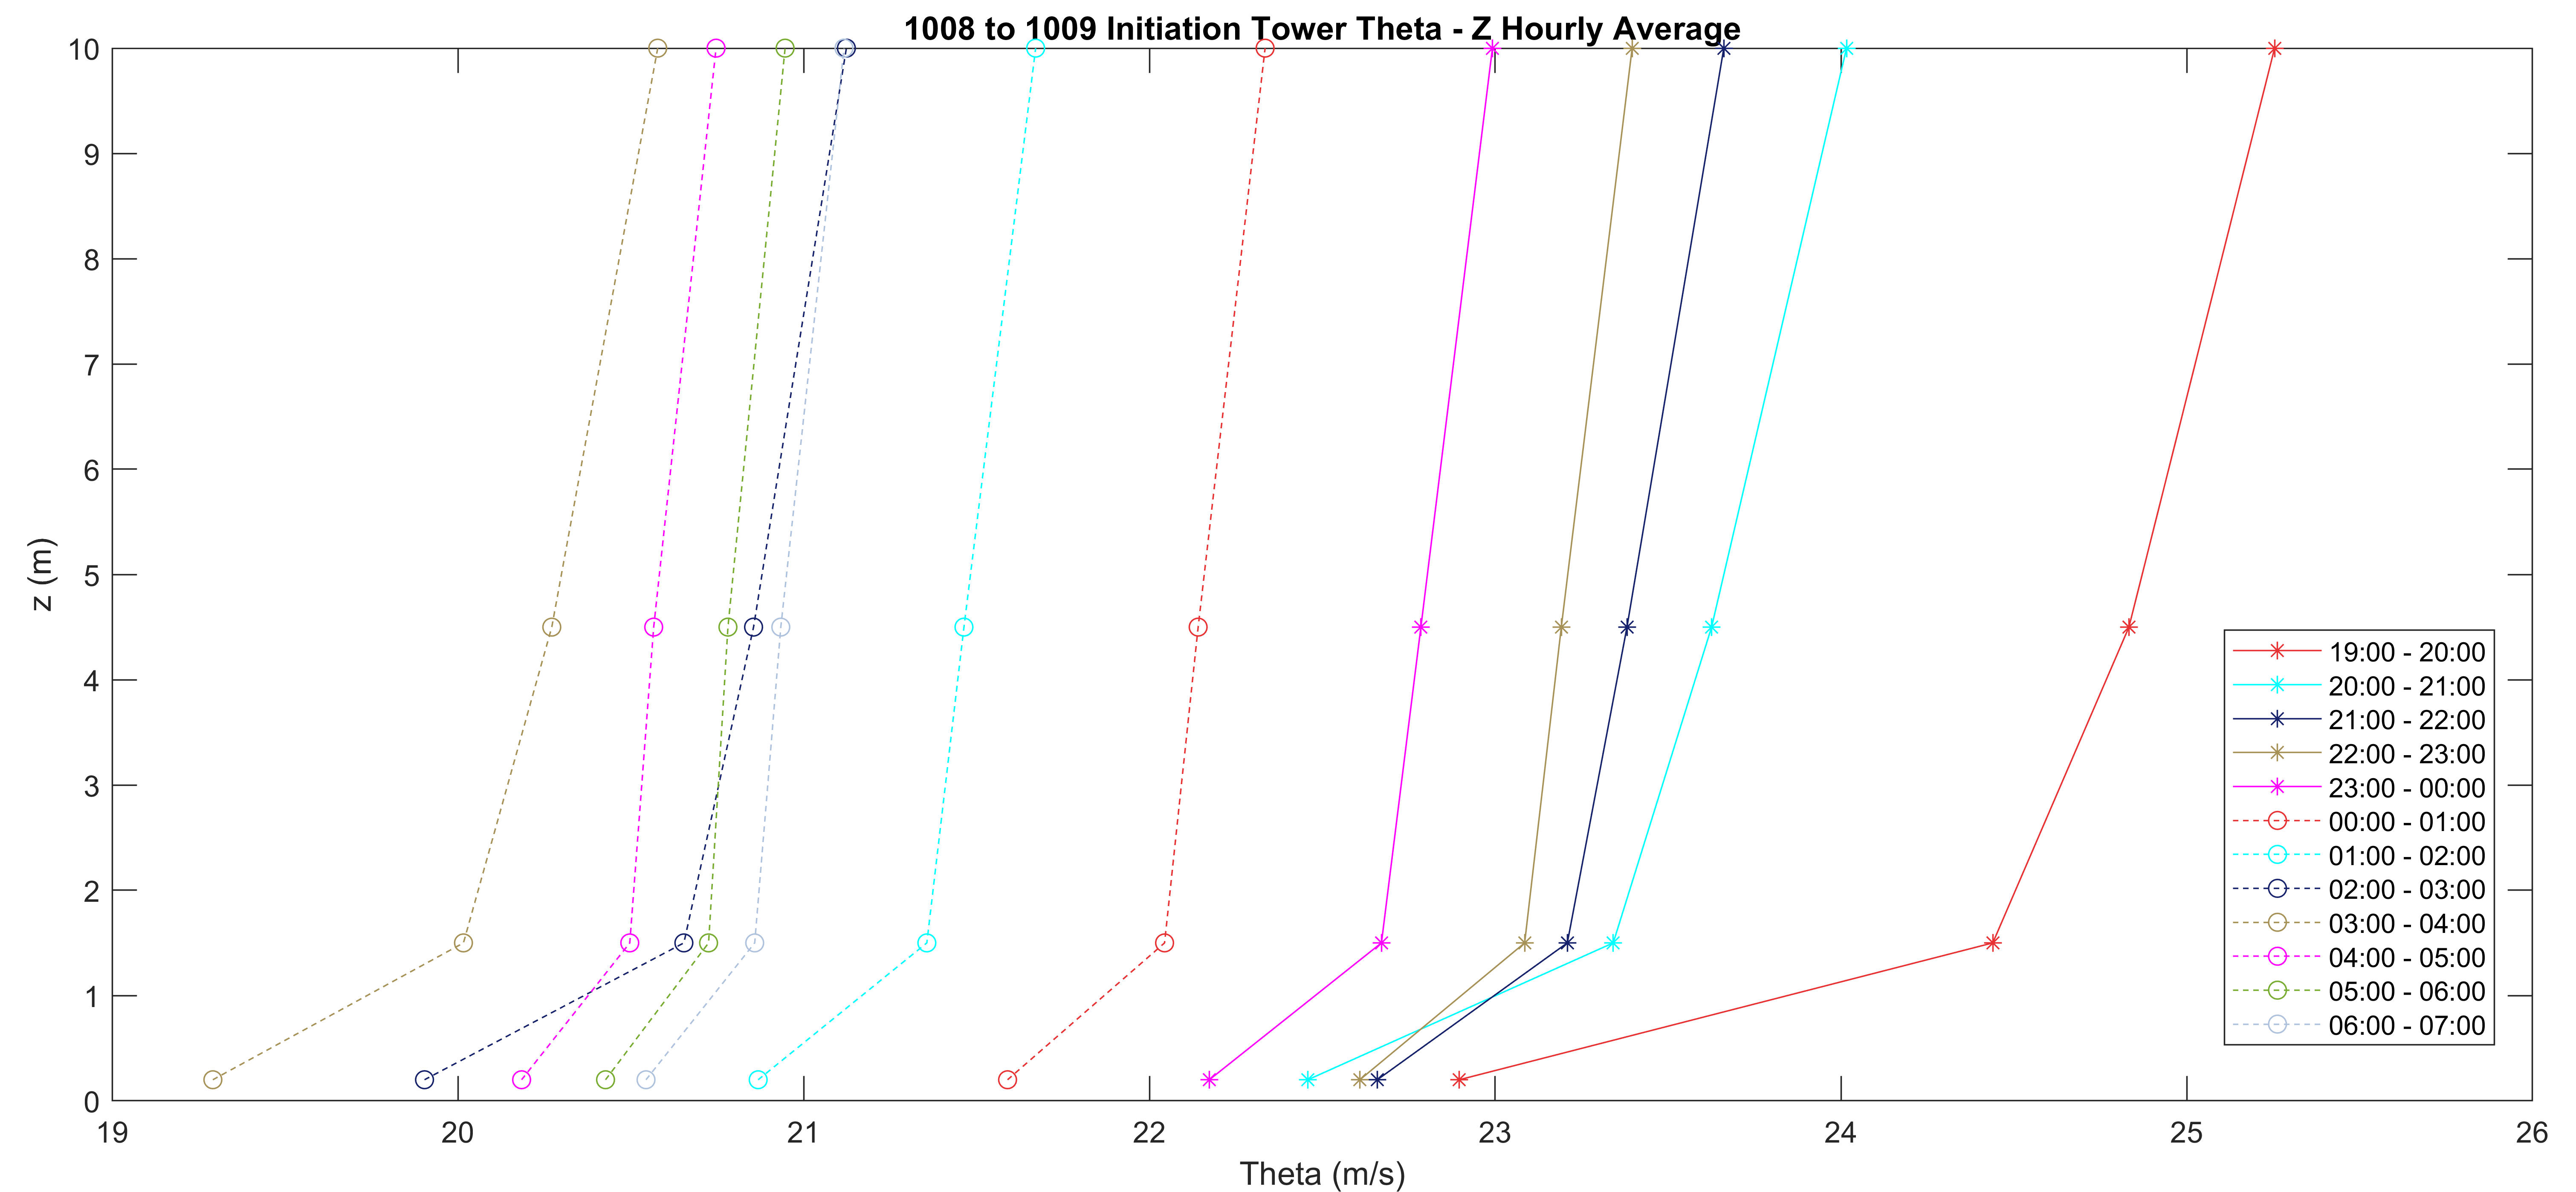 1008 to 1009 Initiation Tower Theta - Z Hourly Average
10
9
8
7
6
5
4
3
2
1
0
z (m)
19:00 - 20:00
20:00 - 21:00
21:00 - 22:00
22:00 - 23:00
23:00 - 00:00
00:00 - 01:00
01:00 - 02:00
02:00 - 03:00
03:00 - 04:00
04:00 - 05:00
05:00 - 06:00
06:00 - 07:00
19 20 21 22 23 24 25 26
Theta (m/s)